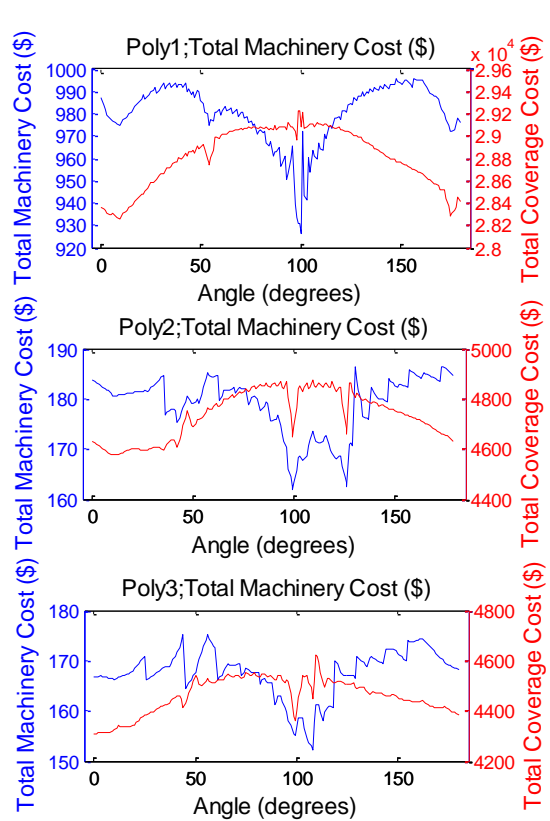 Poly1;Total Machinery Cost ($)
x 10^4
Total Machinery Cost ($)
1000
990
980
970
960
950
940
930
920
2.96
2.94
2.92
2.9
2.88
2.86
2.84
2.82
2.8
Total Coverage Cost ($)
0 50 100 150
Angle (degrees)
Poly2;Total Machinery Cost ($)
Total Machinery Cost ($)
190
180
170
160
5000
4800
4600
4400
Total Coverage Cost ($)
0 50 100 150
Angle (degrees)
Poly3;Total Machinery Cost ($)
Total Machinery Cost ($)
180
170
160
150
4800
4600
4400
4200
Total Coverage Cost ($)
0 50 100 150
Angle (degrees)